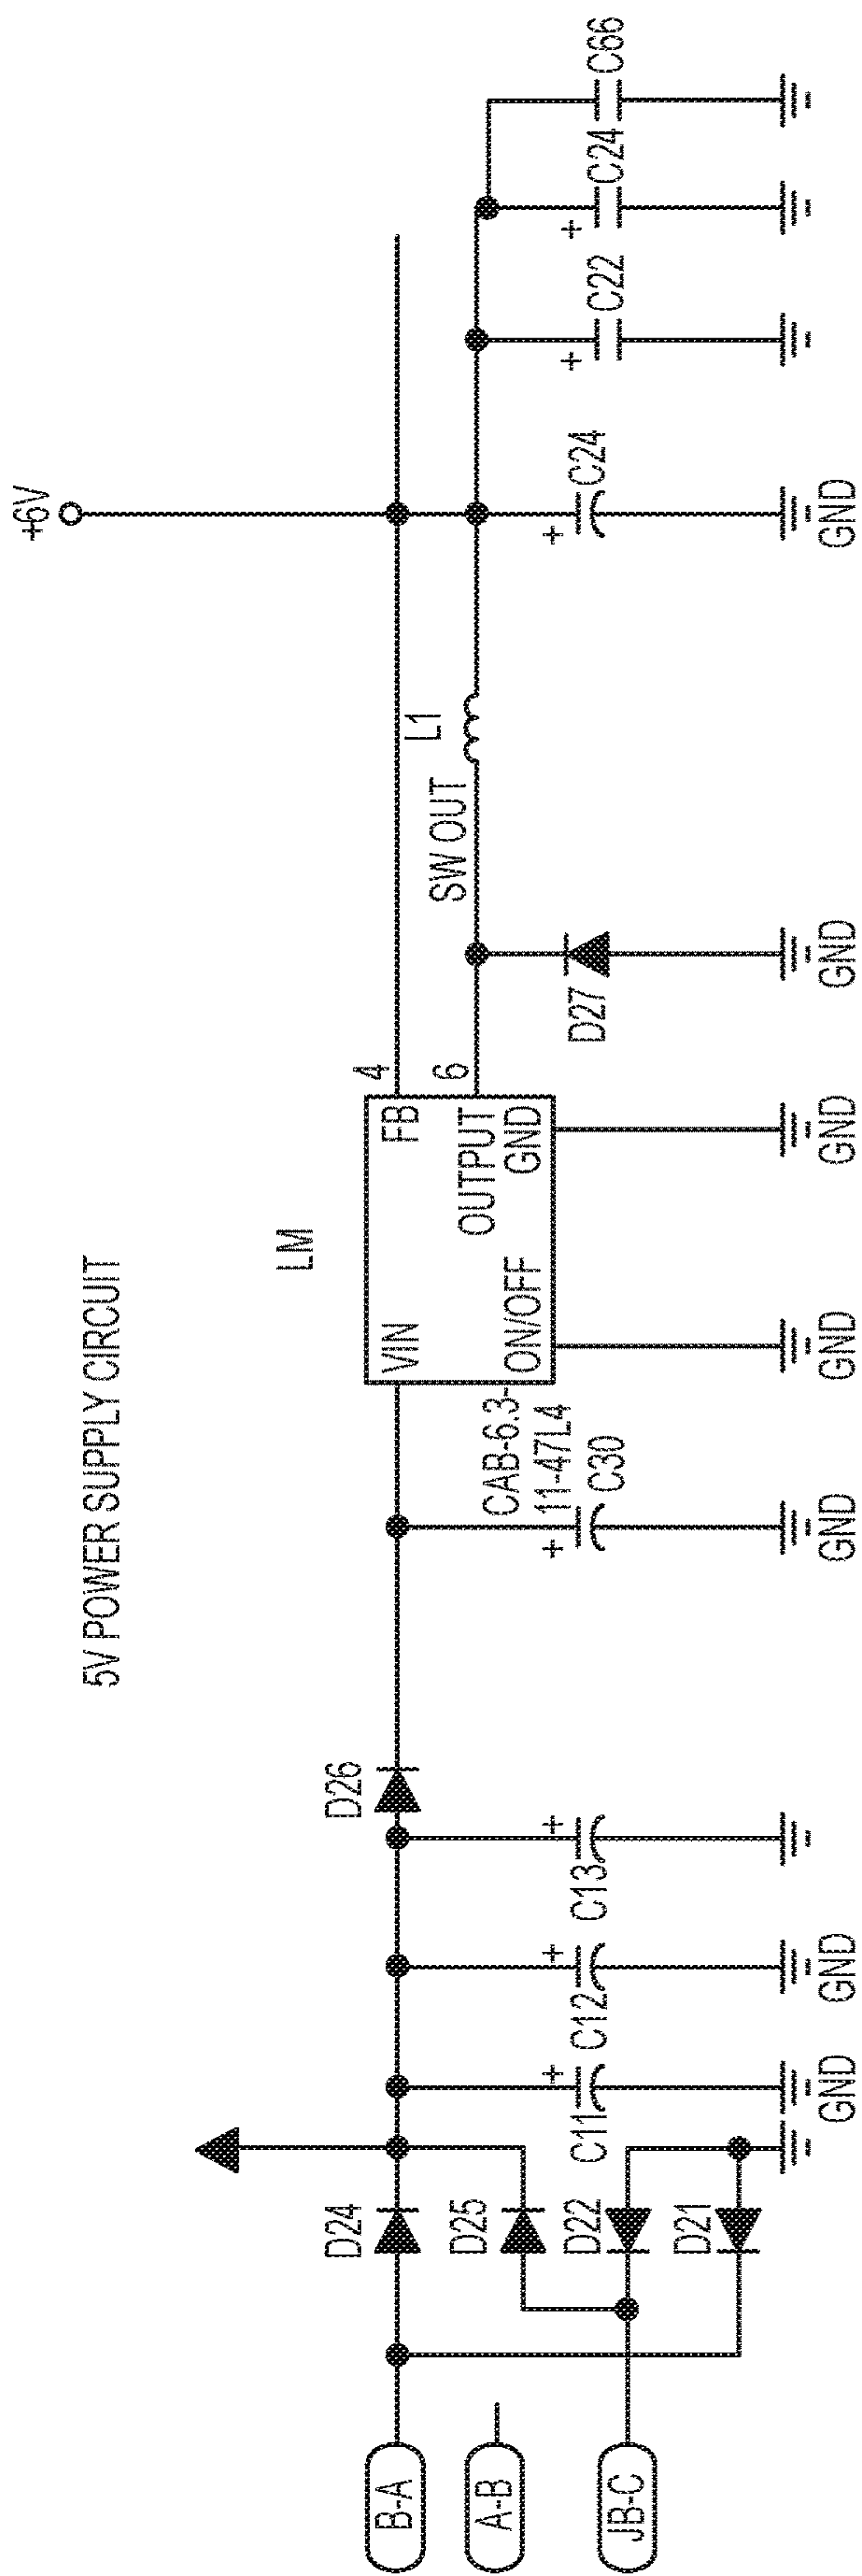 5V POWER SUPPLY CIRCUIT
+6V
B-A
A-B
JB-C
D24
D25
D22
D21
C11
GND
C12
GND
C13
D26
CAB-6.3-
11-47L4
C30
GND
LM
VIN
FB
4
OUTPUT
6
ON/OFF
GND
GND
GND
D27
GND
SW OUT
L1
C24
GND
C22
C24
C66
+
+
+
+
+
+
+